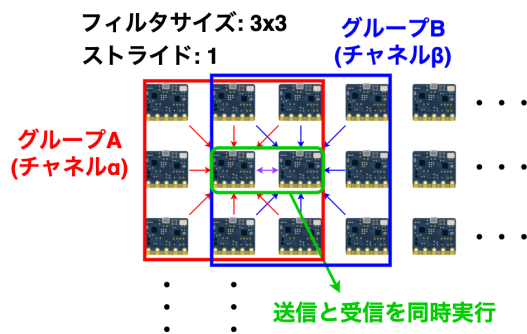 フィルタサイズ: 3x3
ストライド: 1
グループB
(チャネルβ)
グループA
(チャネルα)
送信と受信を同時実行